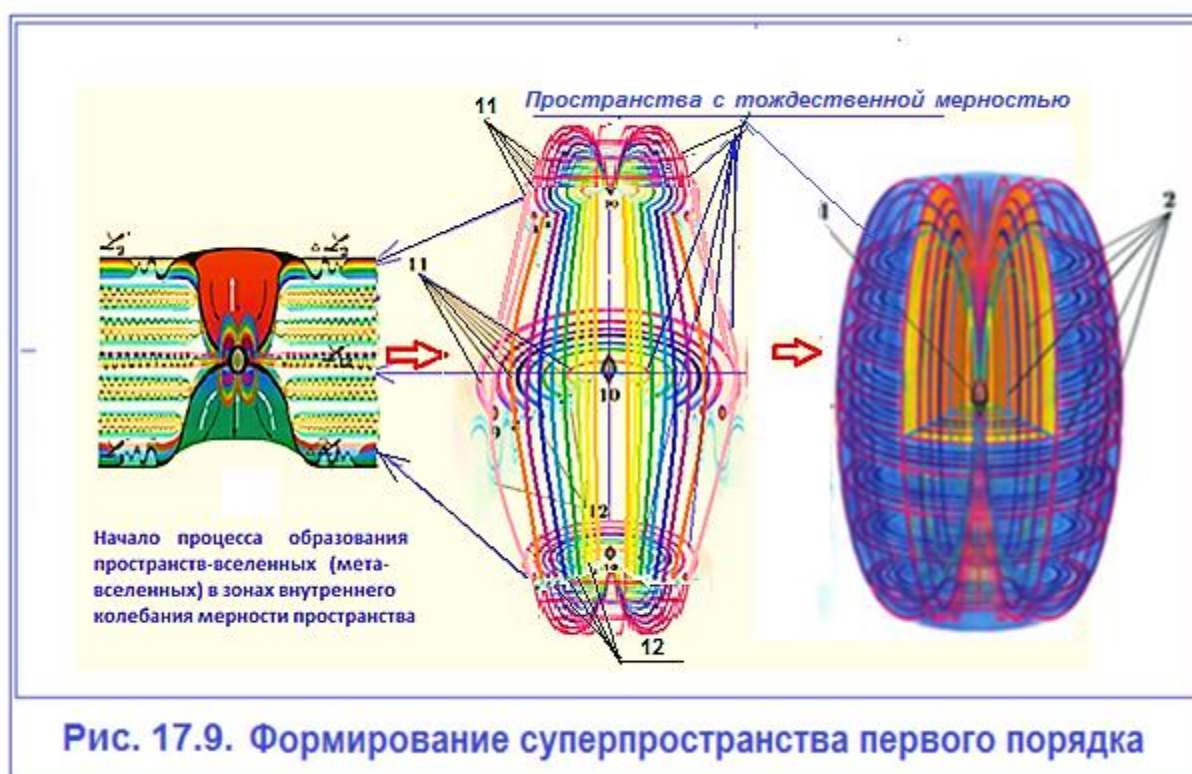 Пространства с тождественной мерностью
11
1
2
11
10
9
12
Начало процесса образования
пространств-вселенных (мета-
вселенных) в зонах внутреннего
колебания мерности пространства
12
Рис. 17.9. Формирование суперпространства первого порядка